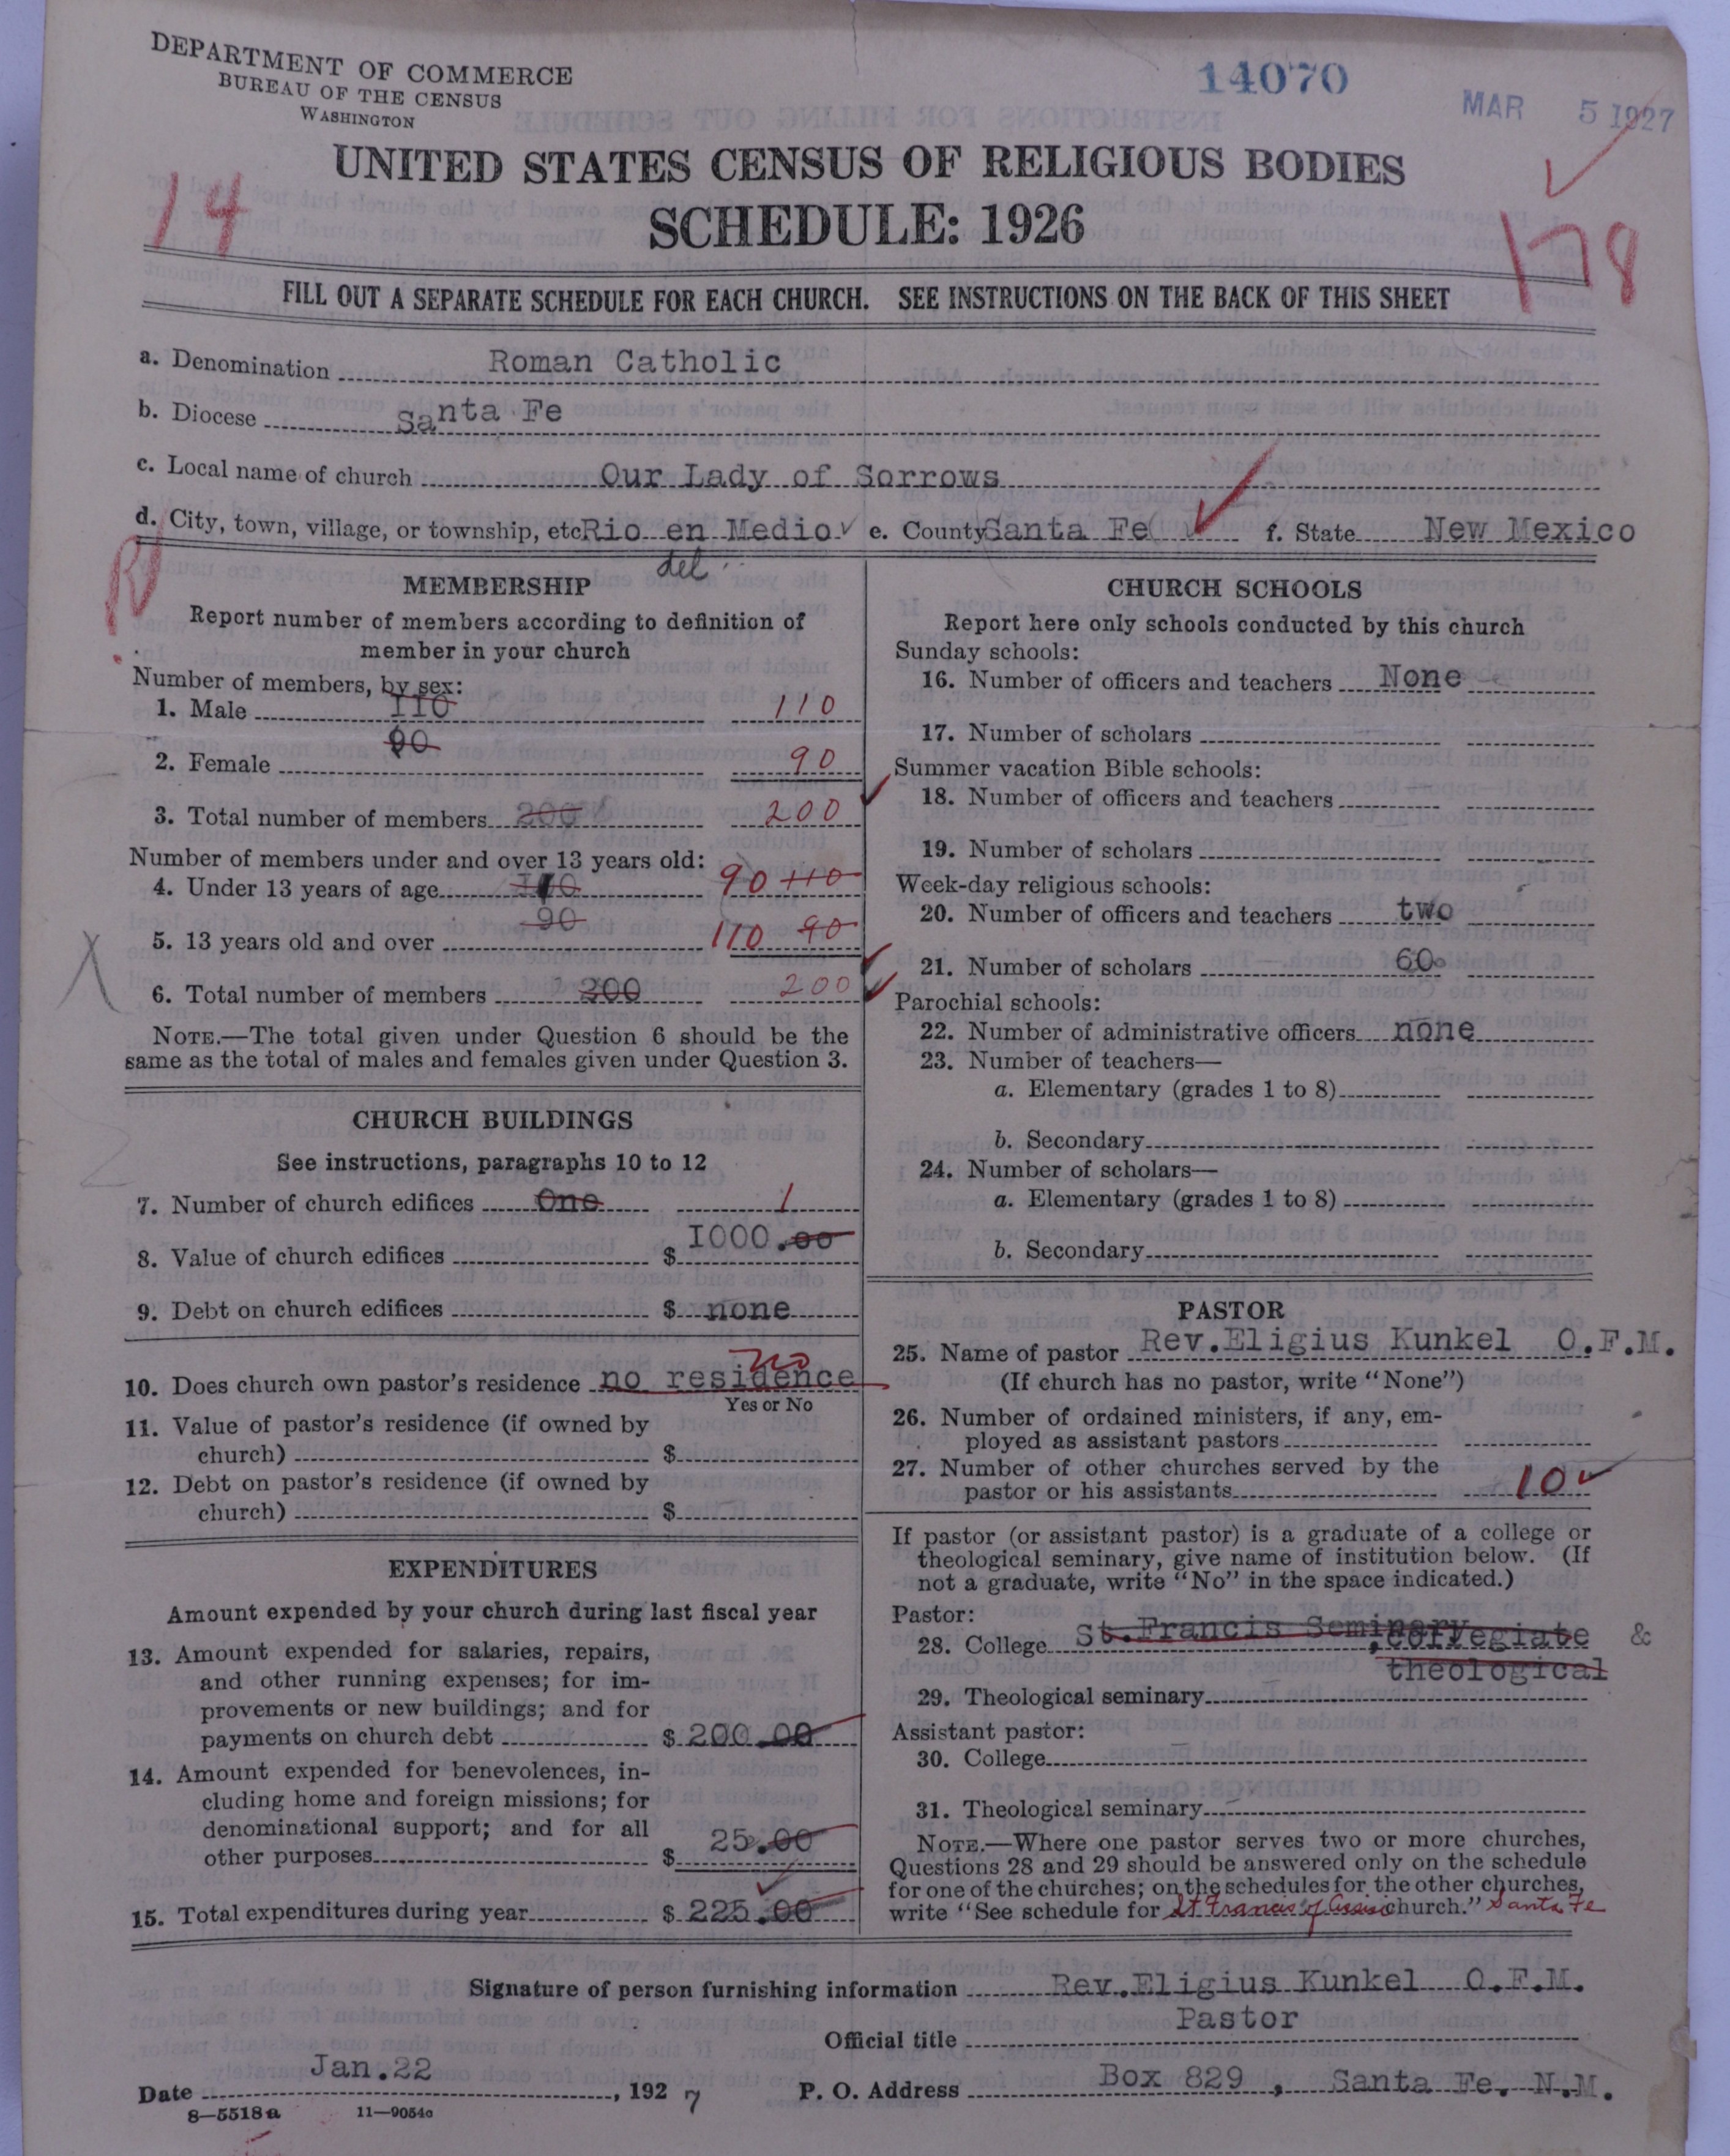 DEPARTMENT OF COMMERCE
BUREAU OF THE CENSUS
WASHINGTON
14070
MAR 5 1927
UNITED STATES CENSUS OF RELIGIOUS BODIES
SCHEDULE: 1926
14
178
FILL OUT A SEPARATE SCHEDULE FOR EACH CHURCH. SEE INSTRUCTIONS ON THE BACK OF THIS SHEET
a. Denomination Roman Catholic
b. Diocese Santa Fe
c. Local name of church Our Lady of Sorrows
d. City, town, village, or township, etc Rio en Medio e. County Santa Fe f. State New Mexico
del
R
MEMBERSHIP
Report number of members according to definition of
member in your church
Number of members, by sex:
1. Male 110 110
2. Female 90 90
3. Total number of members 200 200
Number of members under and over 13 years old:
4. Under 13 years of age 110 90 110
5. 13 years old and over 90 110 90
6. Total number of members 200 200
NOTE.—The total given under Question 6 should be the
same as the total of males and females given under Question 3.
CHURCH BUILDINGS
See instructions, paragraphs 10 to 12
7. Number of church edifices One 1
8. Value of church edifices $ 1000.00
9. Debt on church edifices $ none
10. Does church own pastor's residence no residence no
Yes or No
11. Value of pastor's residence (if owned by
church) $
12. Debt on pastor's residence (if owned by
church) $
EXPENDITURES
Amount expended by your church during last fiscal year
13. Amount expended for salaries, repairs,
and other running expenses; for im-
provements or new buildings; and for
payments on church debt $ 200.00
14. Amount expended for benevolences, in-
cluding home and foreign missions; for
denominational support; and for all
other purposes $ 25.00
15. Total expenditures during year $ 225.00
CHURCH SCHOOLS
Report here only schools conducted by this church
Sunday schools:
16. Number of officers and teachers None
17. Number of scholars
Summer vacation Bible schools:
18. Number of officers and teachers
19. Number of scholars
Week-day religious schools:
20. Number of officers and teachers two
21. Number of scholars 60
Parochial schools:
22. Number of administrative officers none
23. Number of teachers—
a. Elementary (grades 1 to 8)
b. Secondary
24. Number of scholars—
a. Elementary (grades 1 to 8)
b. Secondary
PASTOR
25. Name of pastor Rev. Eligius Kunkel O.F.M.
(If church has no pastor, write "None")
26. Number of ordained ministers, if any, em-
ployed as assistant pastors
27. Number of other churches served by the
pastor or his assistants 10
If pastor (or assistant pastor) is a graduate of a college or
theological seminary, give name of institution below. (If
not a graduate, write "No" in the space indicated.)
Pastor:
28. College St. Francis Seminary, collegiate &
theological
29. Theological seminary
Assistant pastor:
30. College
31. Theological seminary
NOTE.—Where one pastor serves two or more churches,
Questions 28 and 29 should be answered only on the schedule
for one of the churches; on the schedules for the other churches,
write "See schedule for St Francis of Assisi church." Santa Fe
Signature of person furnishing information Rev. Eligius Kunkel O.F.M.
Official title Pastor
Date Jan. 22, 1927 P. O. Address Box 829, Santa Fe. N.M.
8—5518a 11—9054a